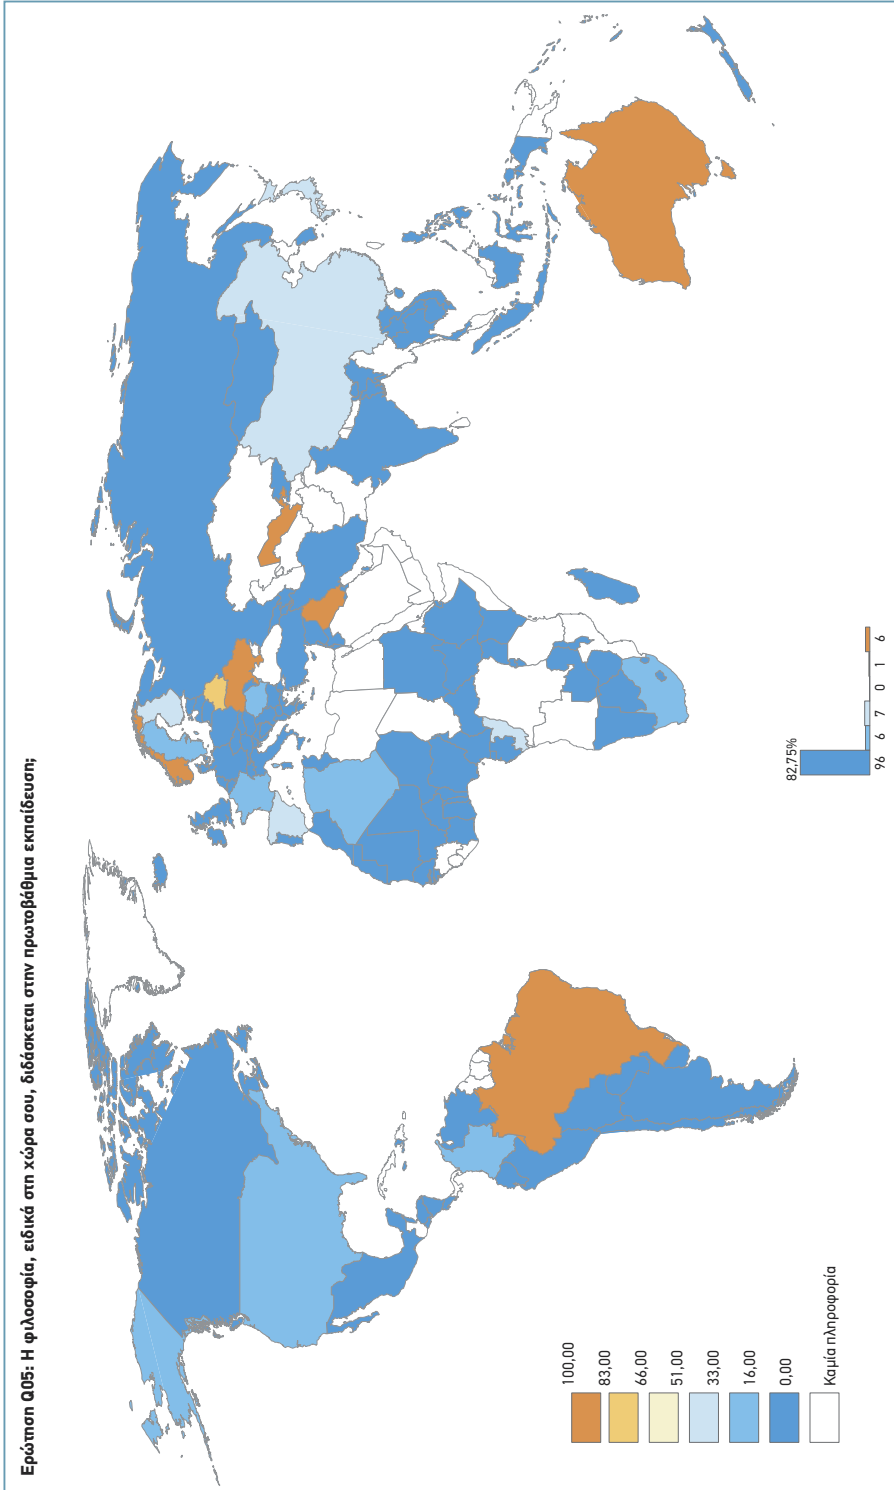 Ερώτηση Q05: Η φιλοσοφία, ειδικά στη χώρα σου, διδάσκεται στην πρωτοβάθμια εκπαίδευση;
100,00
83,00
66,00
51,00
33,00
16,00
0,00
Καμία πληροφορία
82,75%
96 6 7 0 1 6